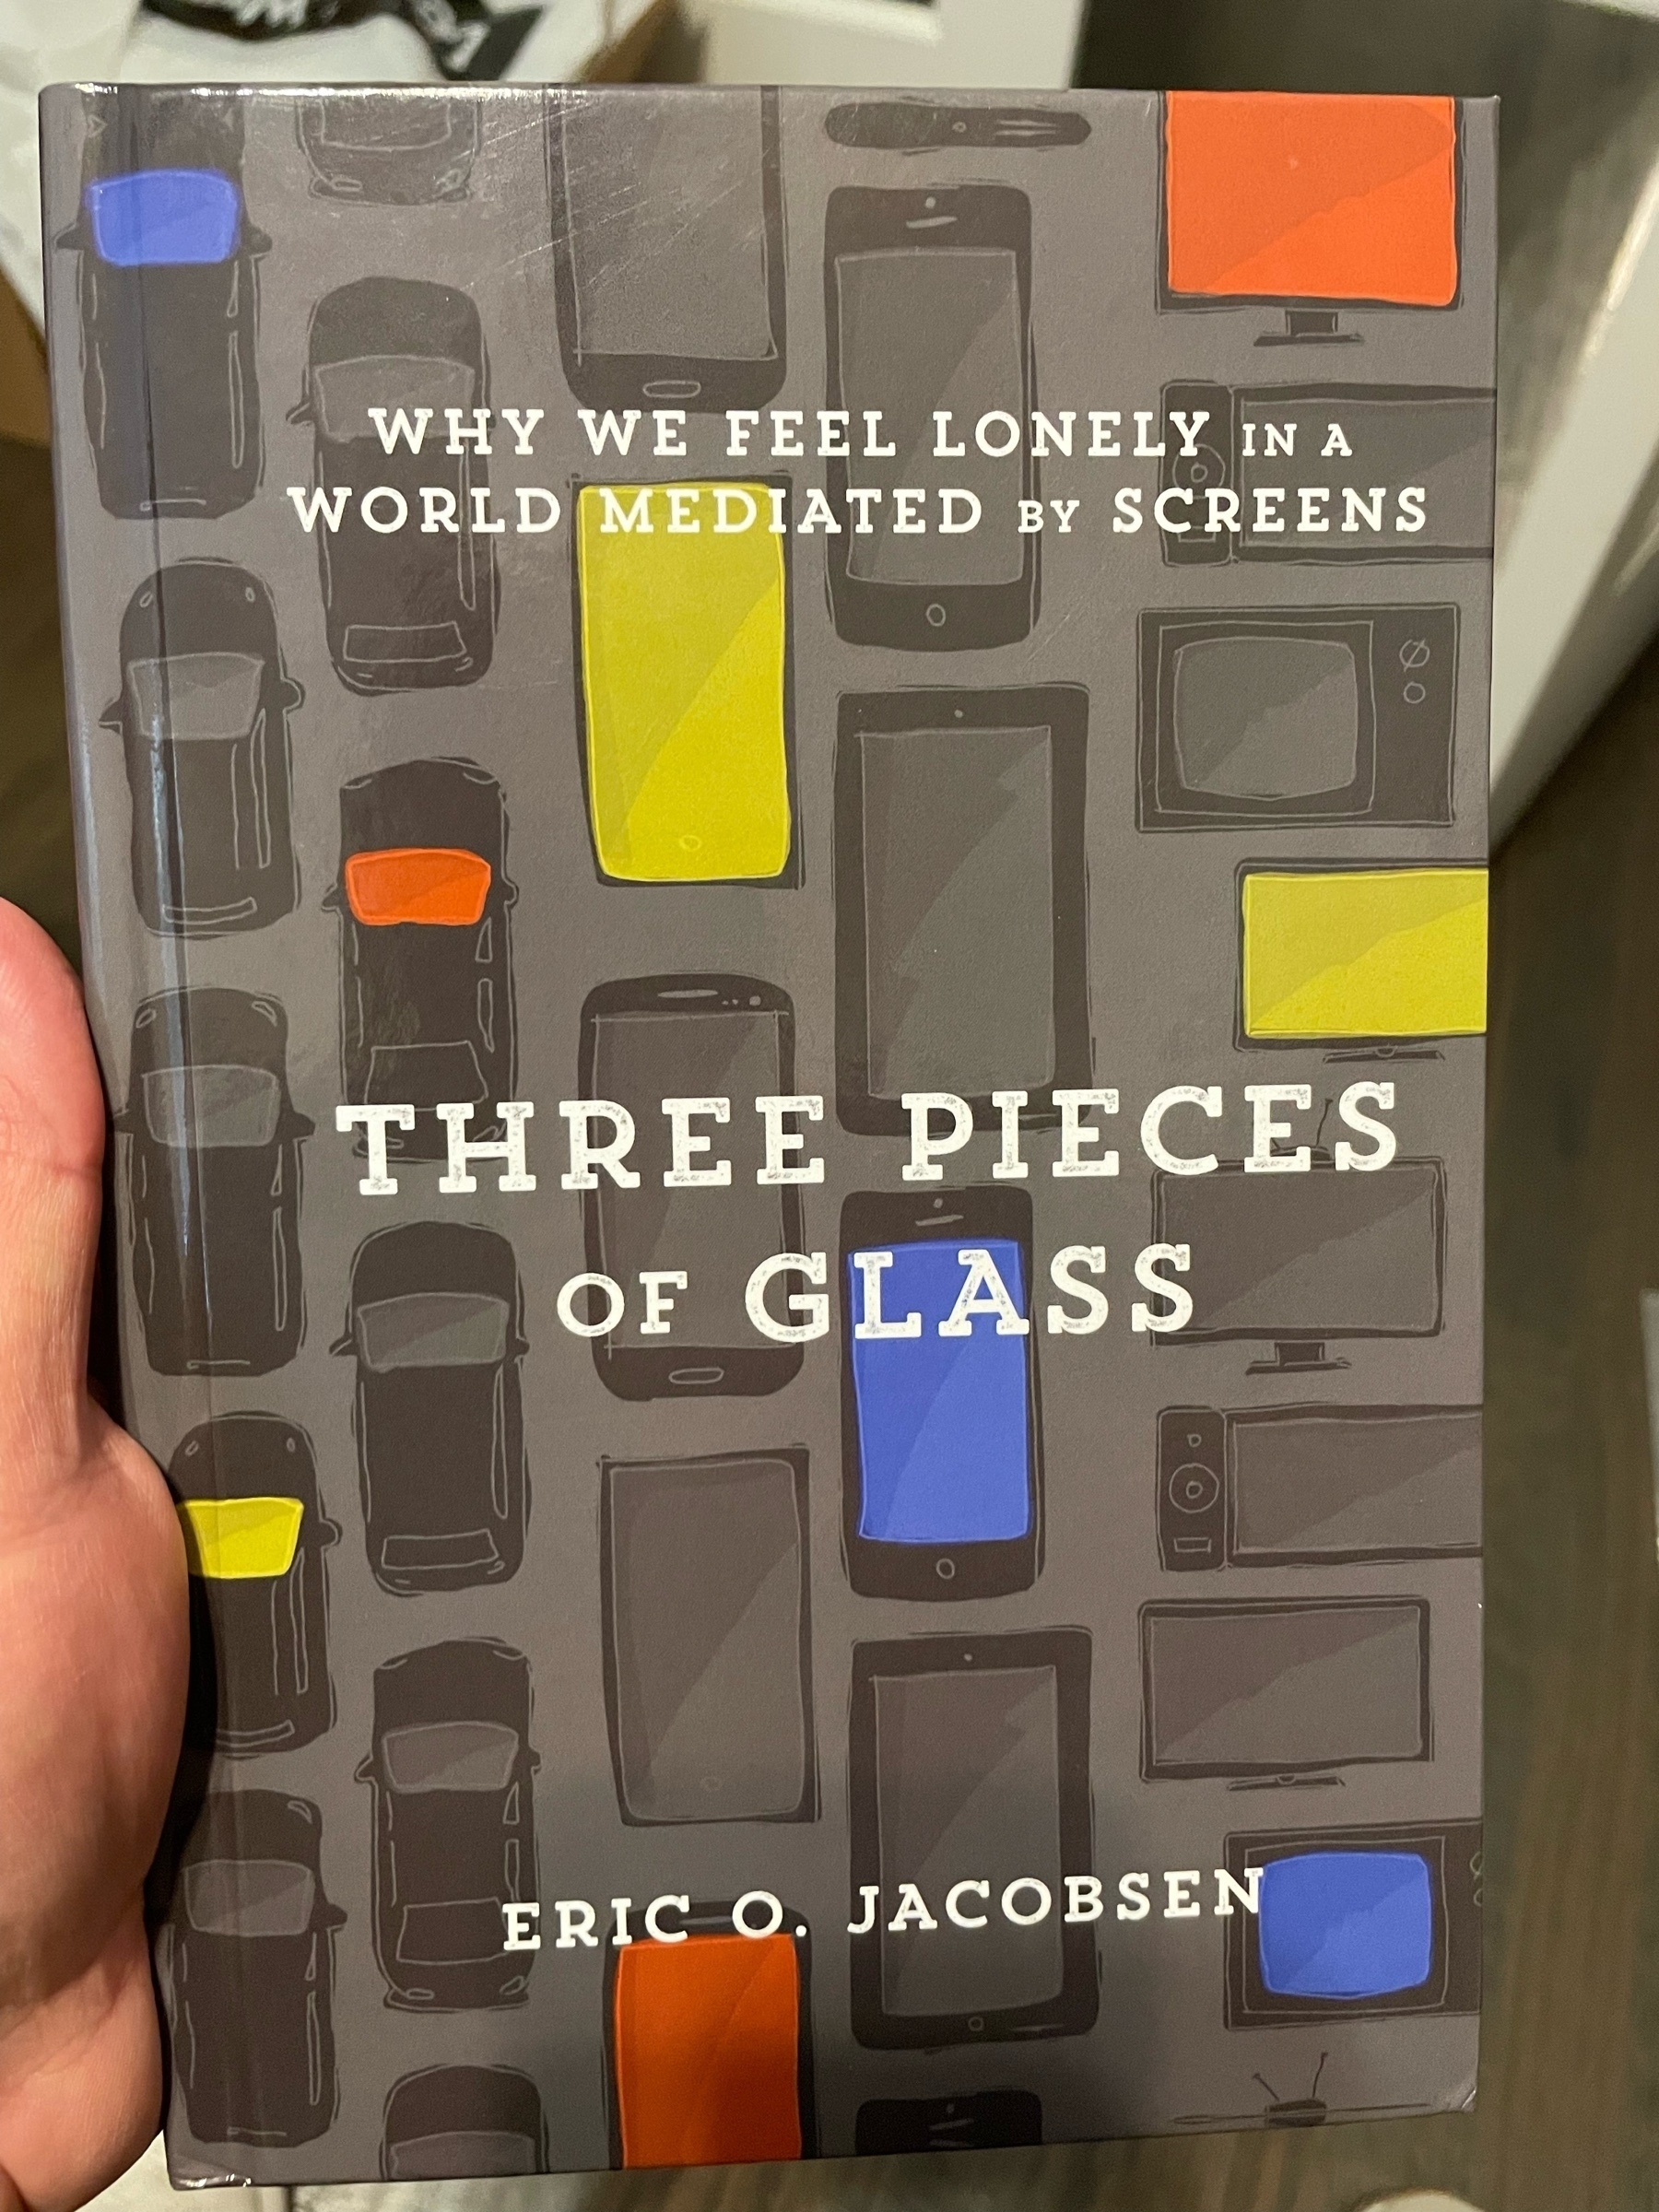 WHY WE FEEL LONELY IN A
WORLD MEDIATED BY SCREENS
THREE PIECES
OF GLASS
ERIC O. JACOBSEN